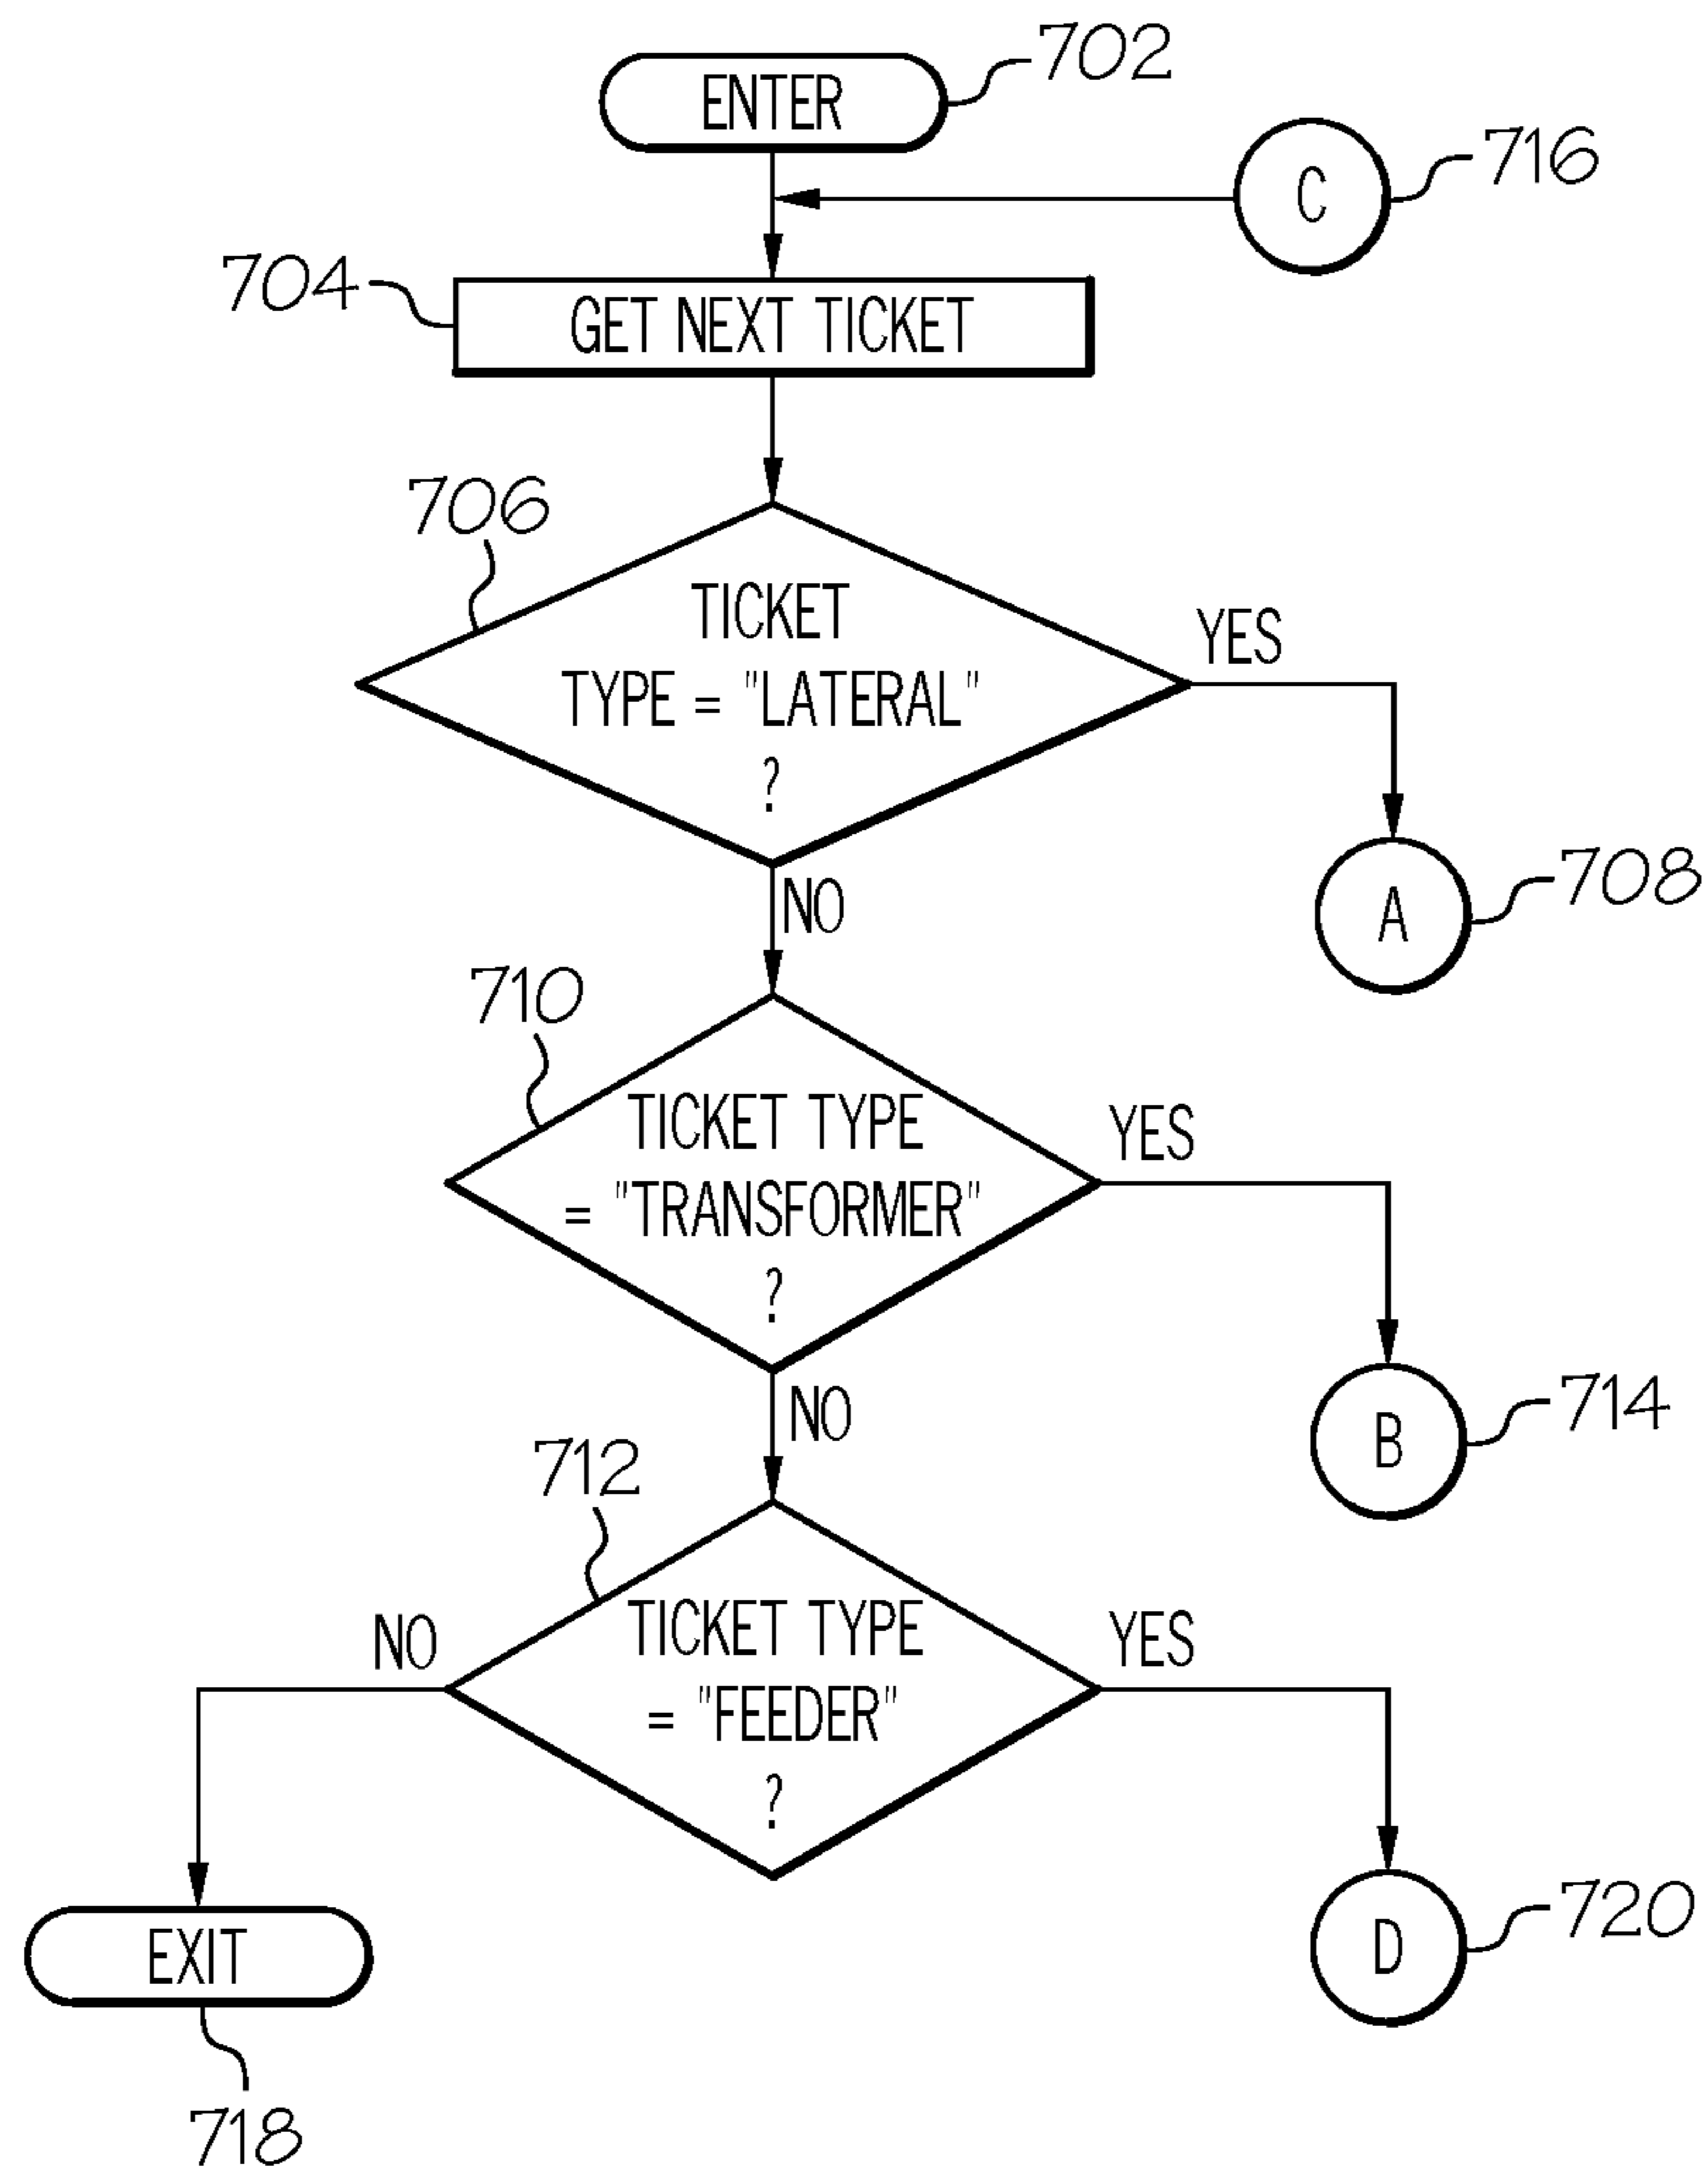 ENTER
702
C
716
704
GET NEXT TICKET
706
TICKET
TYPE = "LATERAL"
?
YES
NO
A
708
710
TICKET TYPE
= "TRANSFORMER"
?
YES
NO
B
714
712
TICKET TYPE
= "FEEDER"
?
NO
YES
EXIT
718
D
720